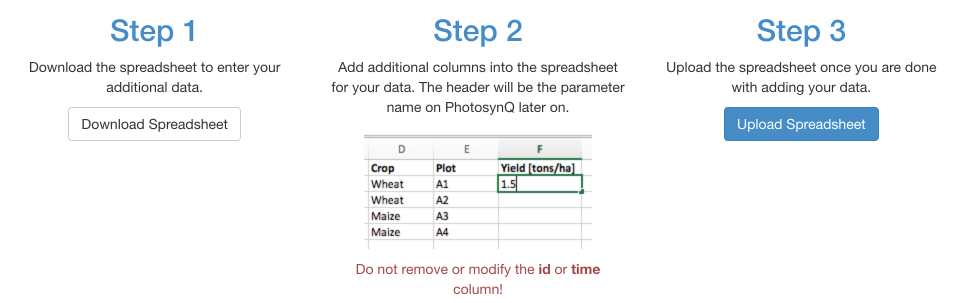 Step 1
Download the spreadsheet to enter your
additional data.
Download Spreadsheet
Step 2
Add additional columns into the spreadsheet
for your data. The header will be the parameter
name on PhotosynQ later on.
D E F
Crop Plot Yield [tons/ha]
Wheat A1 1.5
Wheat A2
Maize A3
Maize A4
Do not remove or modify the id or time
column!
Step 3
Upload the spreadsheet once you are done
with adding your data.
Upload Spreadsheet